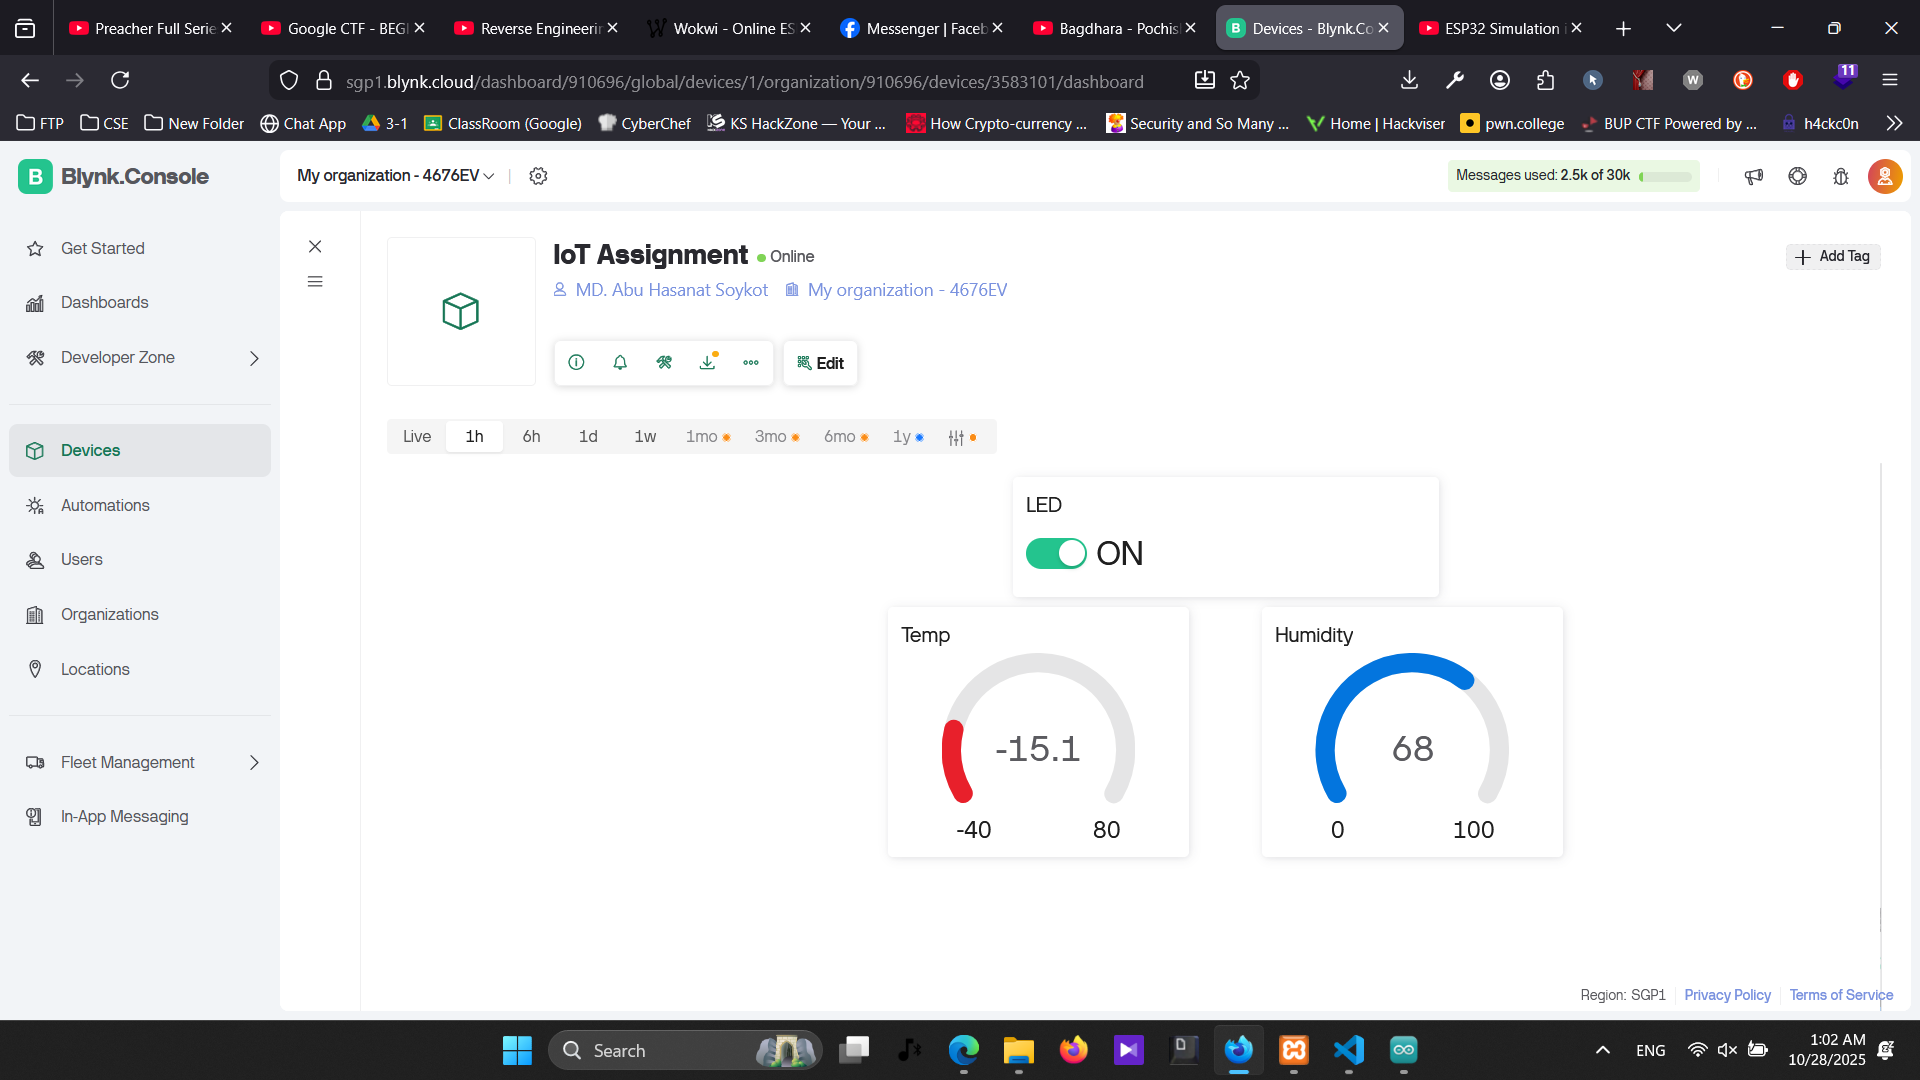 Preacher Full Serie
Google CTF - BEGI
Reverse Engineerin
Wokwi - Online ES
Messenger | Faceb
Bagdhara - Pochis
Devices - Blynk.Co
ESP32 Simulation i
sgp1.blynk.cloud/dashboard/910696/global/devices/1/organization/910696/devices/3583101/dashboard
11
FTP
CSE
New Folder
Chat App
3-1
ClassRoom (Google)
CyberChef
KS HackZone — Your ...
How Crypto-currency ...
Security and So Many ...
Home | Hackviser
pwn.college
BUP CTF Powered by ...
h4ckc0n
B Blynk.Console
My organization - 4676EV
Messages used: 2.5k of 30k
Get Started
Dashboards
Developer Zone
Devices
Automations
Users
Organizations
Locations
Fleet Management
In-App Messaging
IoT Assignment
Online
MD. Abu Hasanat Soykot
My organization - 4676EV
Add Tag
Edit
Live 1h 6h 1d 1w 1mo 3mo 6mo 1y
LED
ON
Temp
-15.1
-40 80
Humidity
68
0 100
Region: SGP1
Privacy Policy
Terms of Service
Search
ENG
1:02 AM
10/28/2025